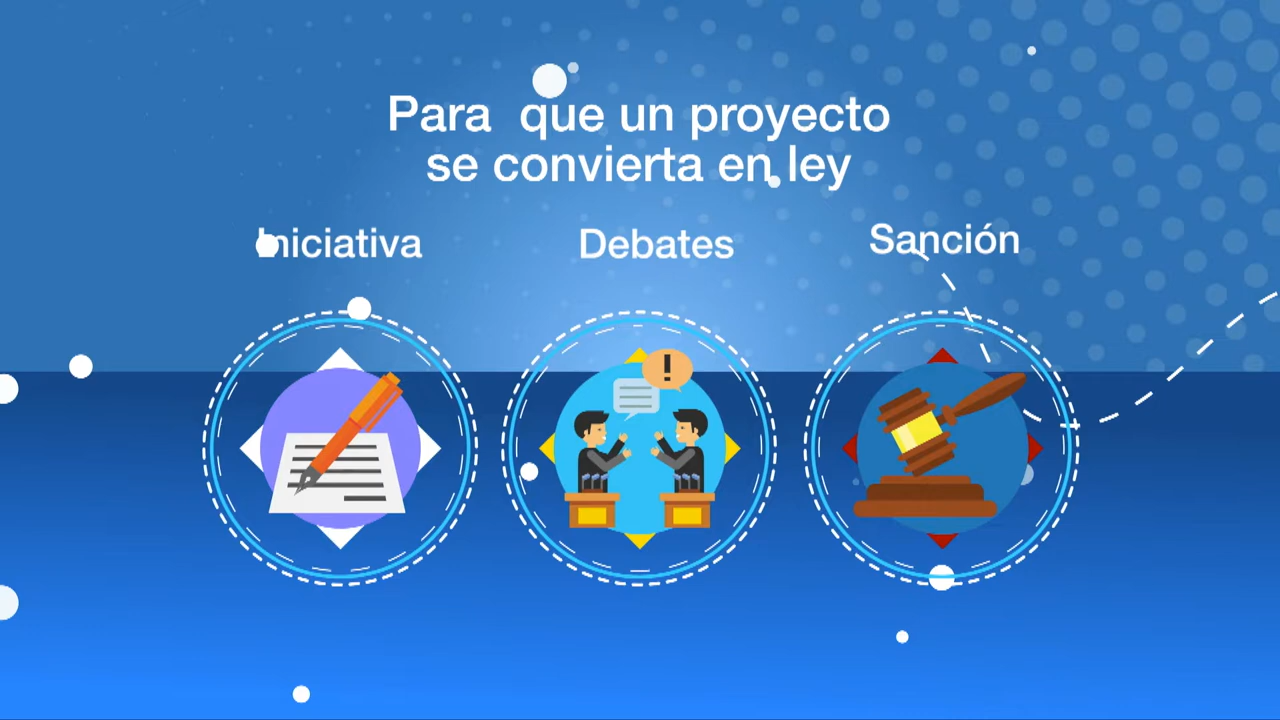 Para que un proyecto
se convierta en ley
Iniciativa
Debates
Sanción
!